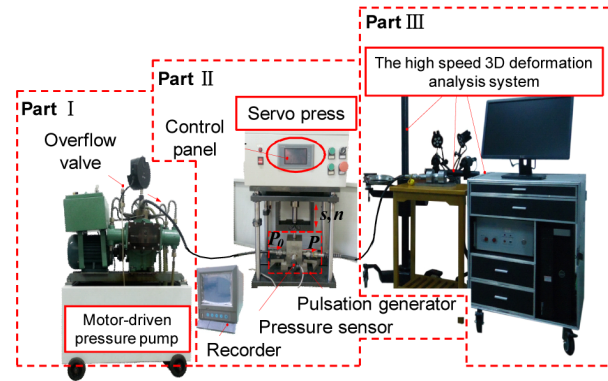 Part Ⅲ
Part Ⅱ
The high speed 3D deformation
analysis system
Part Ⅰ
Servo press
Overflow
valve
Control
panel
s, n
P0
P
Pulsation generator
Pressure sensor
Recorder
Motor-driven
pressure pump